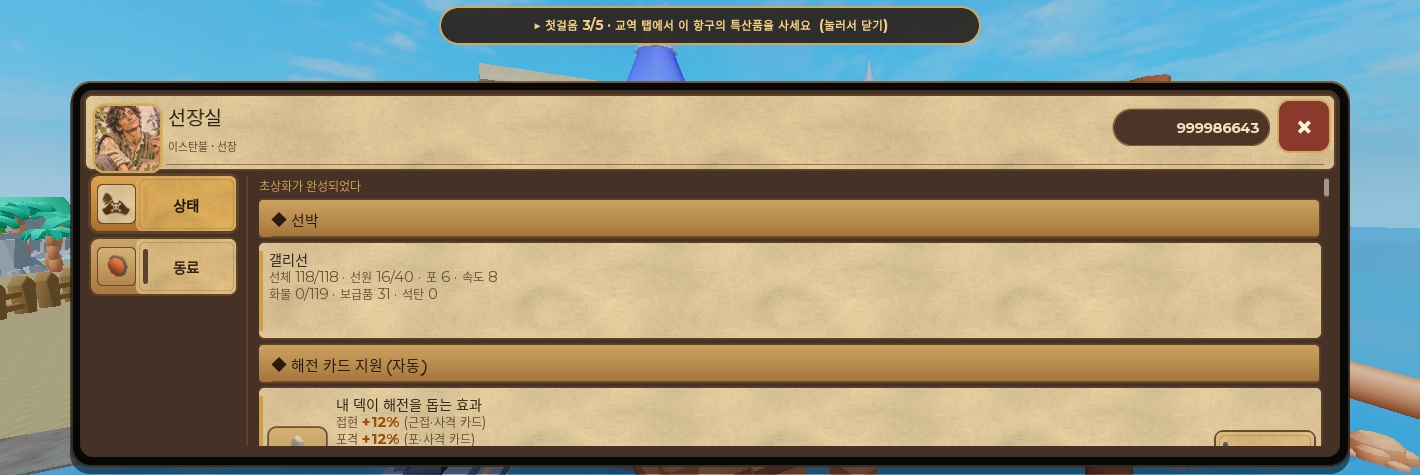 ▸ 첫걸음 3/5 · 교역 탭에서 이 항구의 특산품을 사세요 (눌러서 닫기)
선장실
이스탄불 · 선장
999986643
×
상태
동료
초상화가 완성되었다
◆ 선박
갤리선
선체 118/118 · 선원 16/40 · 포 6 · 속도 8
화물 0/119 · 보급품 31 · 석탄 0
◆ 해전 카드 지원 (자동)
내 덱이 해전을 돕는 효과
접현 +12% (근접·사격 카드)
포격 +12% (포·사격 카드)